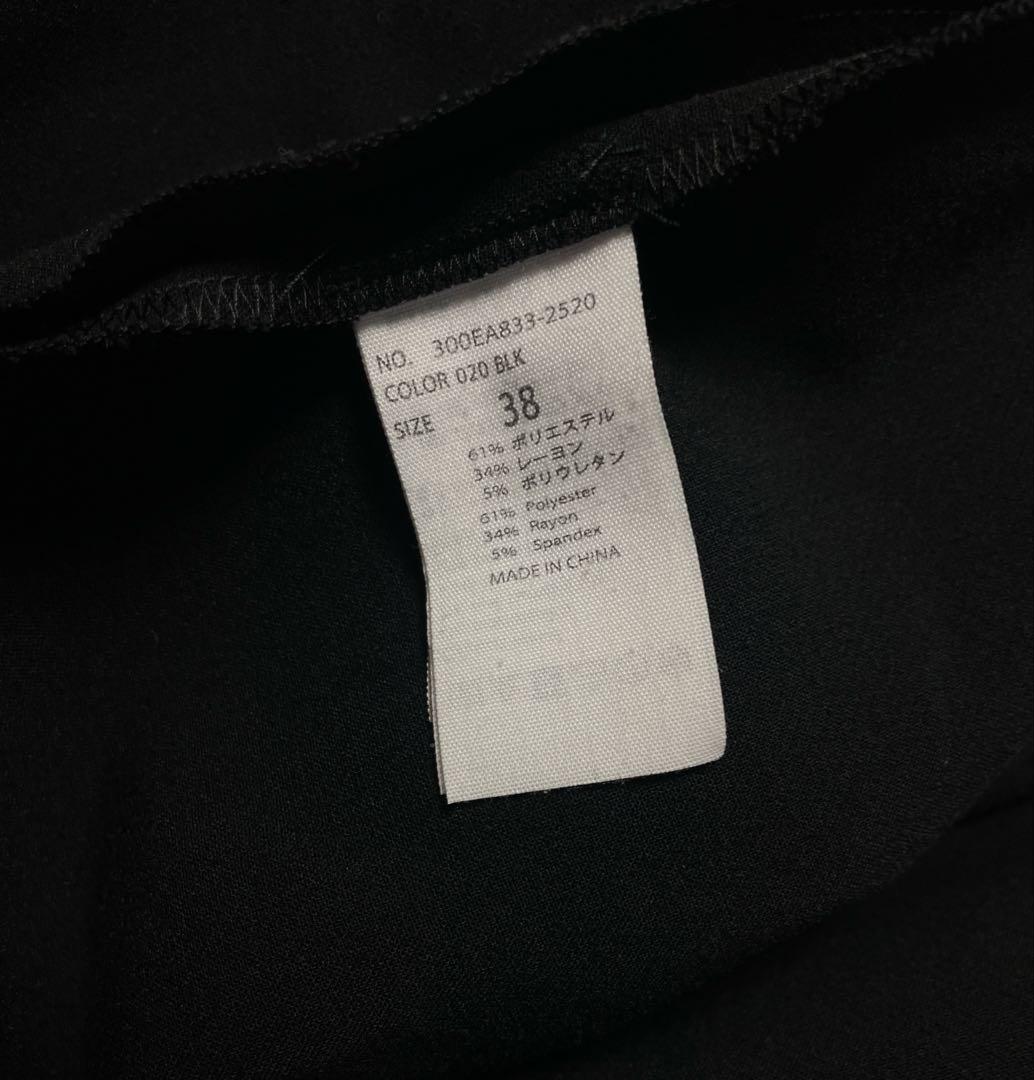 NO. 300EA833-2520
COLOR 020 BLK
SIZE 38
61% ポリエステル
34% レーヨン
5% ポリウレタン
61% Polyester
34% Rayon
5% Spandex
MADE IN CHINA